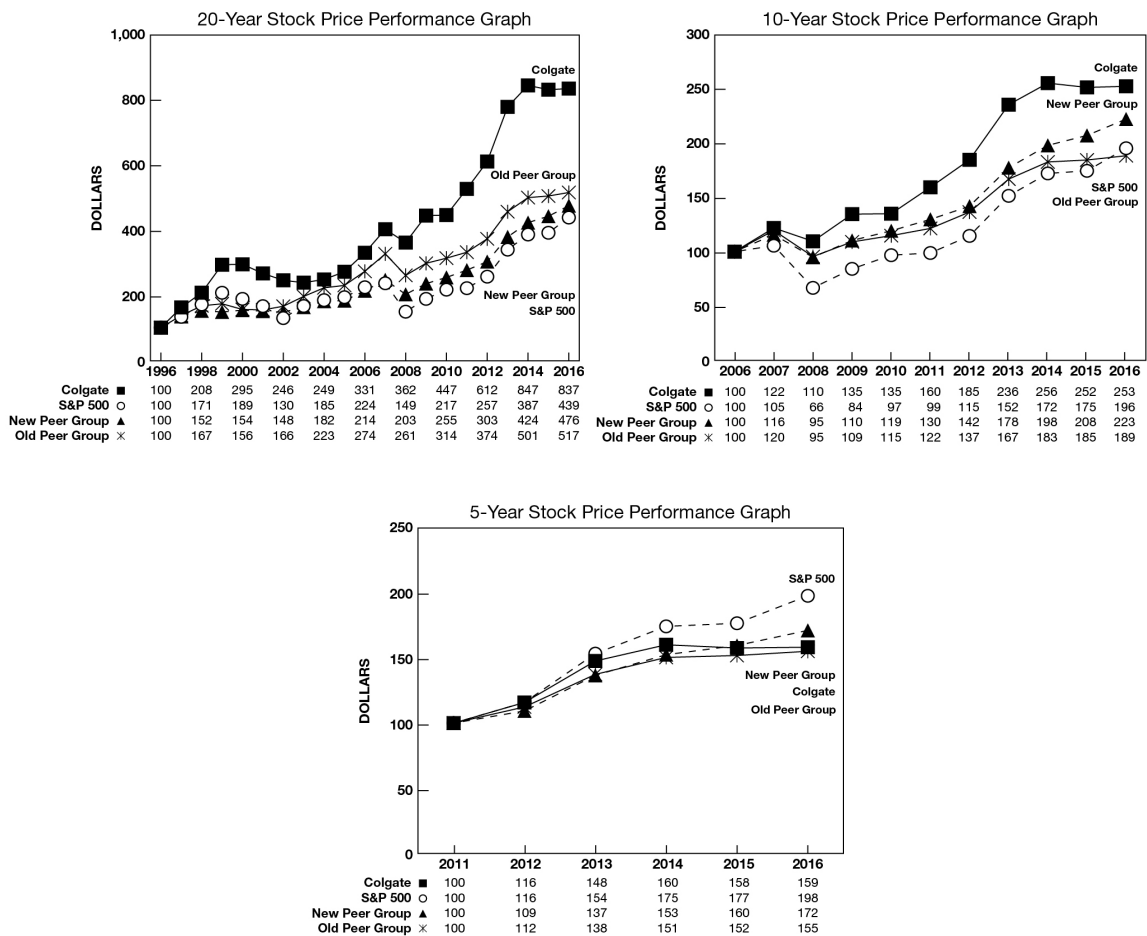 20-Year Stock Price Performance Graph
1,000
800
600
400
200
0
DOLLARS
Colgate
Old Peer Group
New Peer Group
S&P 500
1996 1998 2000 2002 2004 2006 2008 2010 2012 2014 2016
Colgate 100 208 295 246 249 331 362 447 612 847 837
S&P 500 100 171 189 130 185 224 149 217 257 387 439
New Peer Group 100 152 154 148 182 214 203 255 303 424 476
Old Peer Group 100 167 156 166 223 274 261 314 374 501 517
10-Year Stock Price Performance Graph
300
250
200
150
100
50
0
DOLLARS
Colgate
New Peer Group
S&P 500
Old Peer Group
2006 2007 2008 2009 2010 2011 2012 2013 2014 2015 2016
Colgate 100 122 110 135 135 160 185 236 256 252 253
S&P 500 100 105 66 84 97 99 115 152 172 175 196
New Peer Group 100 116 95 110 119 130 142 178 198 208 223
Old Peer Group 100 120 95 109 115 122 137 167 183 185 189
5-Year Stock Price Performance Graph
250
200
150
100
50
0
DOLLARS
S&P 500
New Peer Group
Colgate
Old Peer Group
2011 2012 2013 2014 2015 2016
Colgate 100 116 148 160 158 159
S&P 500 100 116 154 175 177 198
New Peer Group 100 109 137 153 160 172
Old Peer Group 100 112 138 151 152 155